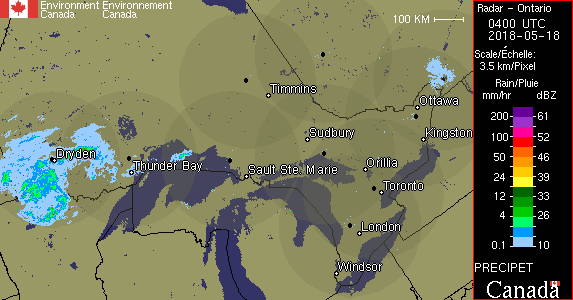 Environment Environnement
Canada Canada
100 KM
Timmins
Ottawa
Sudbury
Kingston
Dryden
Thunder Bay
Sault Ste. Marie
Orillia
Toronto
London
Windsor
Radar - Ontario
0400 UTC
2018-05-18
Scale/Échelle:
3.5 km/Pixel
Rain/Pluie
mm/hr dBZ
200 61
100 52
50 46
24 39
12 33
4 26
0.1 10
PRECIPET
Canada